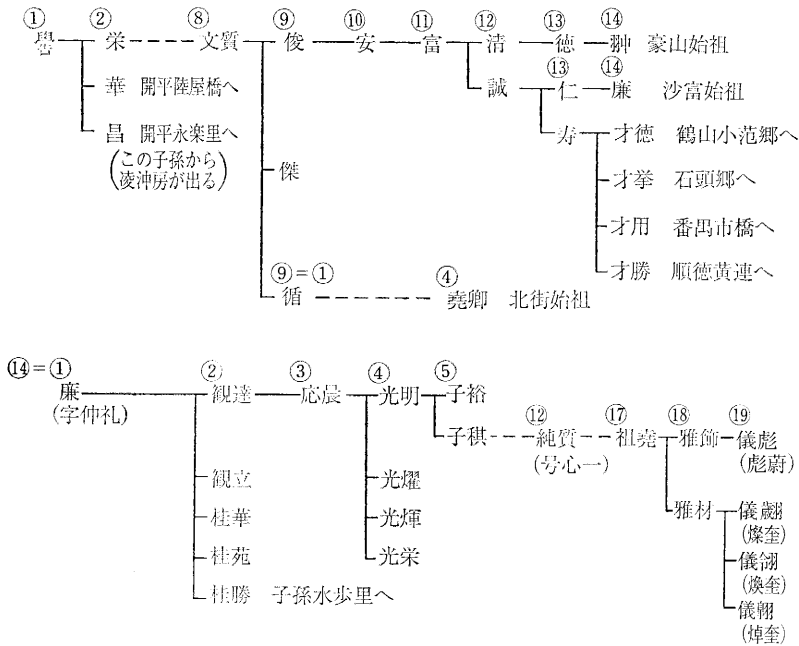 ① ② ⑧ ⑨ ⑩ ⑪ ⑫ ⑬ ⑭
栄 文質 俊 安 富 清 徳 翀 豪山始祖
⑬ ⑭
華 開平陸屋橋へ 誠 仁 廉 沙富始祖
昌 開平永楽里へ 寿 才徳 鶴山小范郷へ
(この子孫から
凌沖房が出る)
傑 才挙 石頭郷へ
才用 番禺市橋へ
⑨=① ④ 才勝 順徳黄連へ
循 堯卿 北街始祖
⑭=① ② ③ ④ ⑤
廉 観達 応晨 光明 子裕
(字仲礼)
⑫ ⑰ ⑱ ⑲
子稘 純質 祖堯 雅飾 儀彪
(号心一) (彪蔚)
観立 光燿
雅材 儀翽
(燦奎)
桂華 光輝
桂苑 光栄 儀翎
(煥奎)
桂勝 子孫水歩里へ 儀翺
(焯奎)